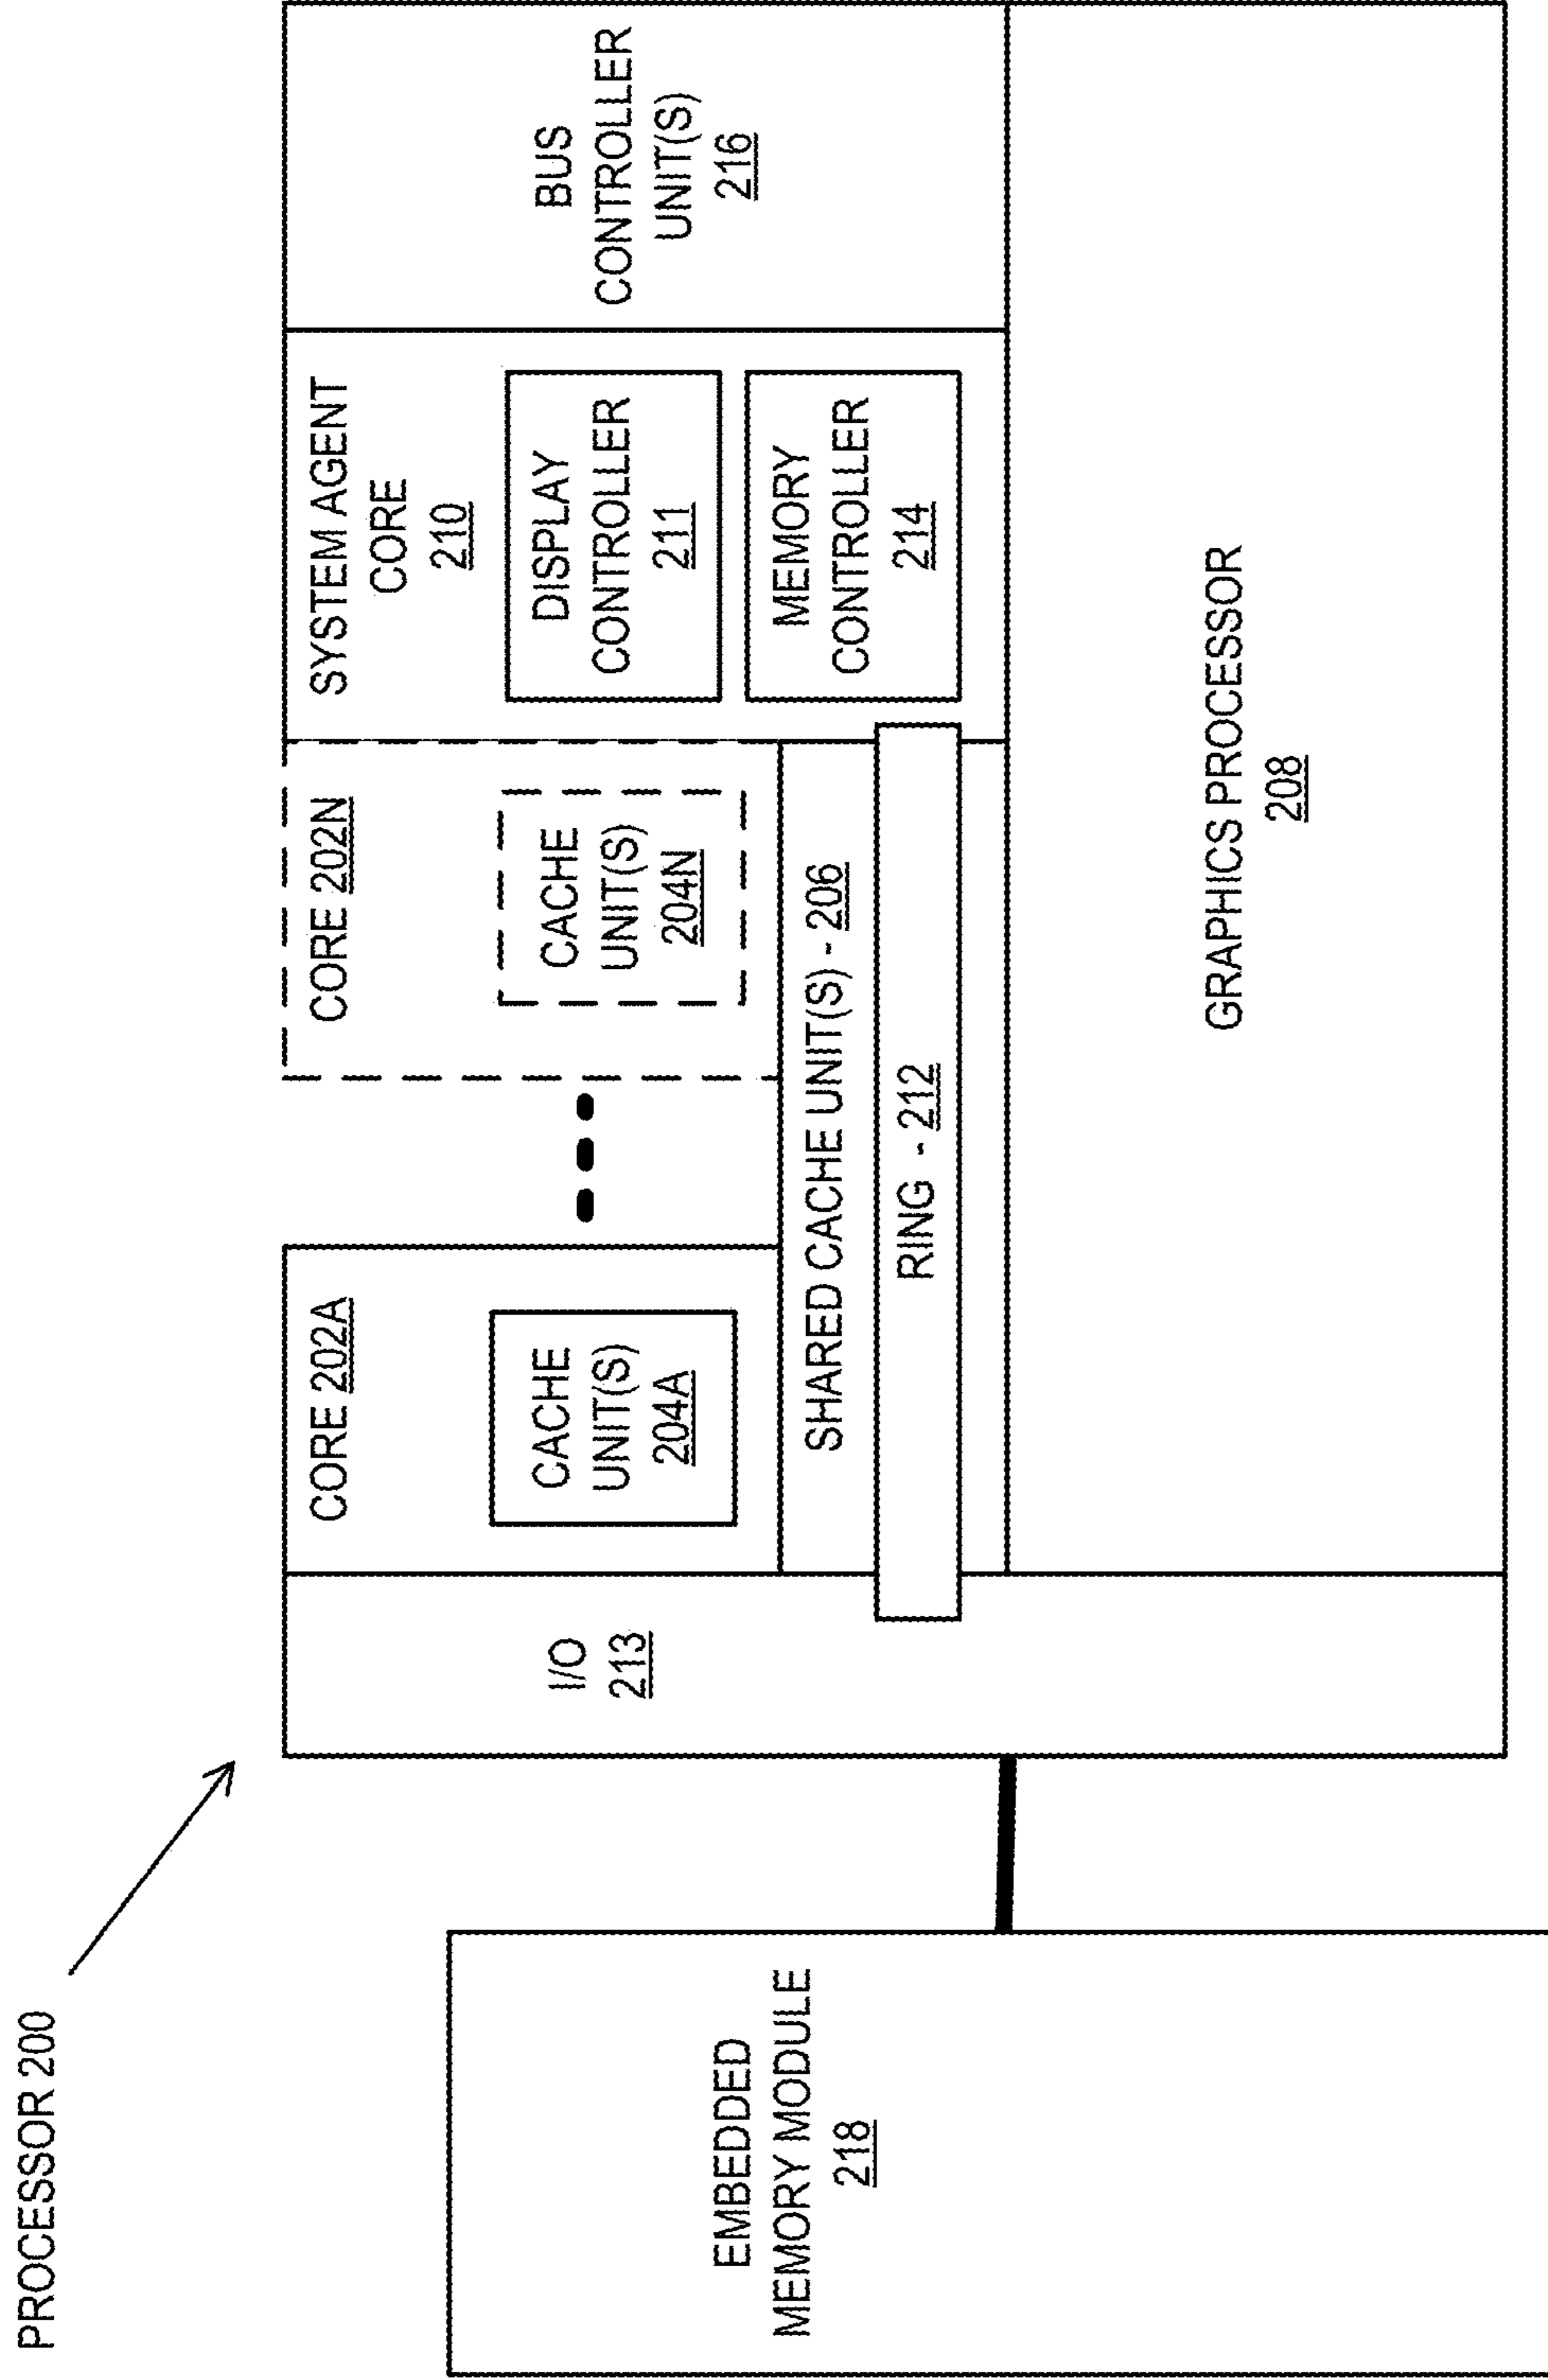 PROCESSOR 200
EMBEDDED
MEMORY MODULE
218
I/O
213
CORE 202A
CACHE
UNIT(S)
204A
CORE 202N
CACHE
UNIT(S)
204N
SHARED CACHE UNIT(S) - 206
RING - 212
SYSTEM AGENT
CORE
210
DISPLAY
CONTROLLER
211
MEMORY
CONTROLLER
214
BUS
CONTROLLER
UNIT(S)
216
GRAPHICS PROCESSOR
208